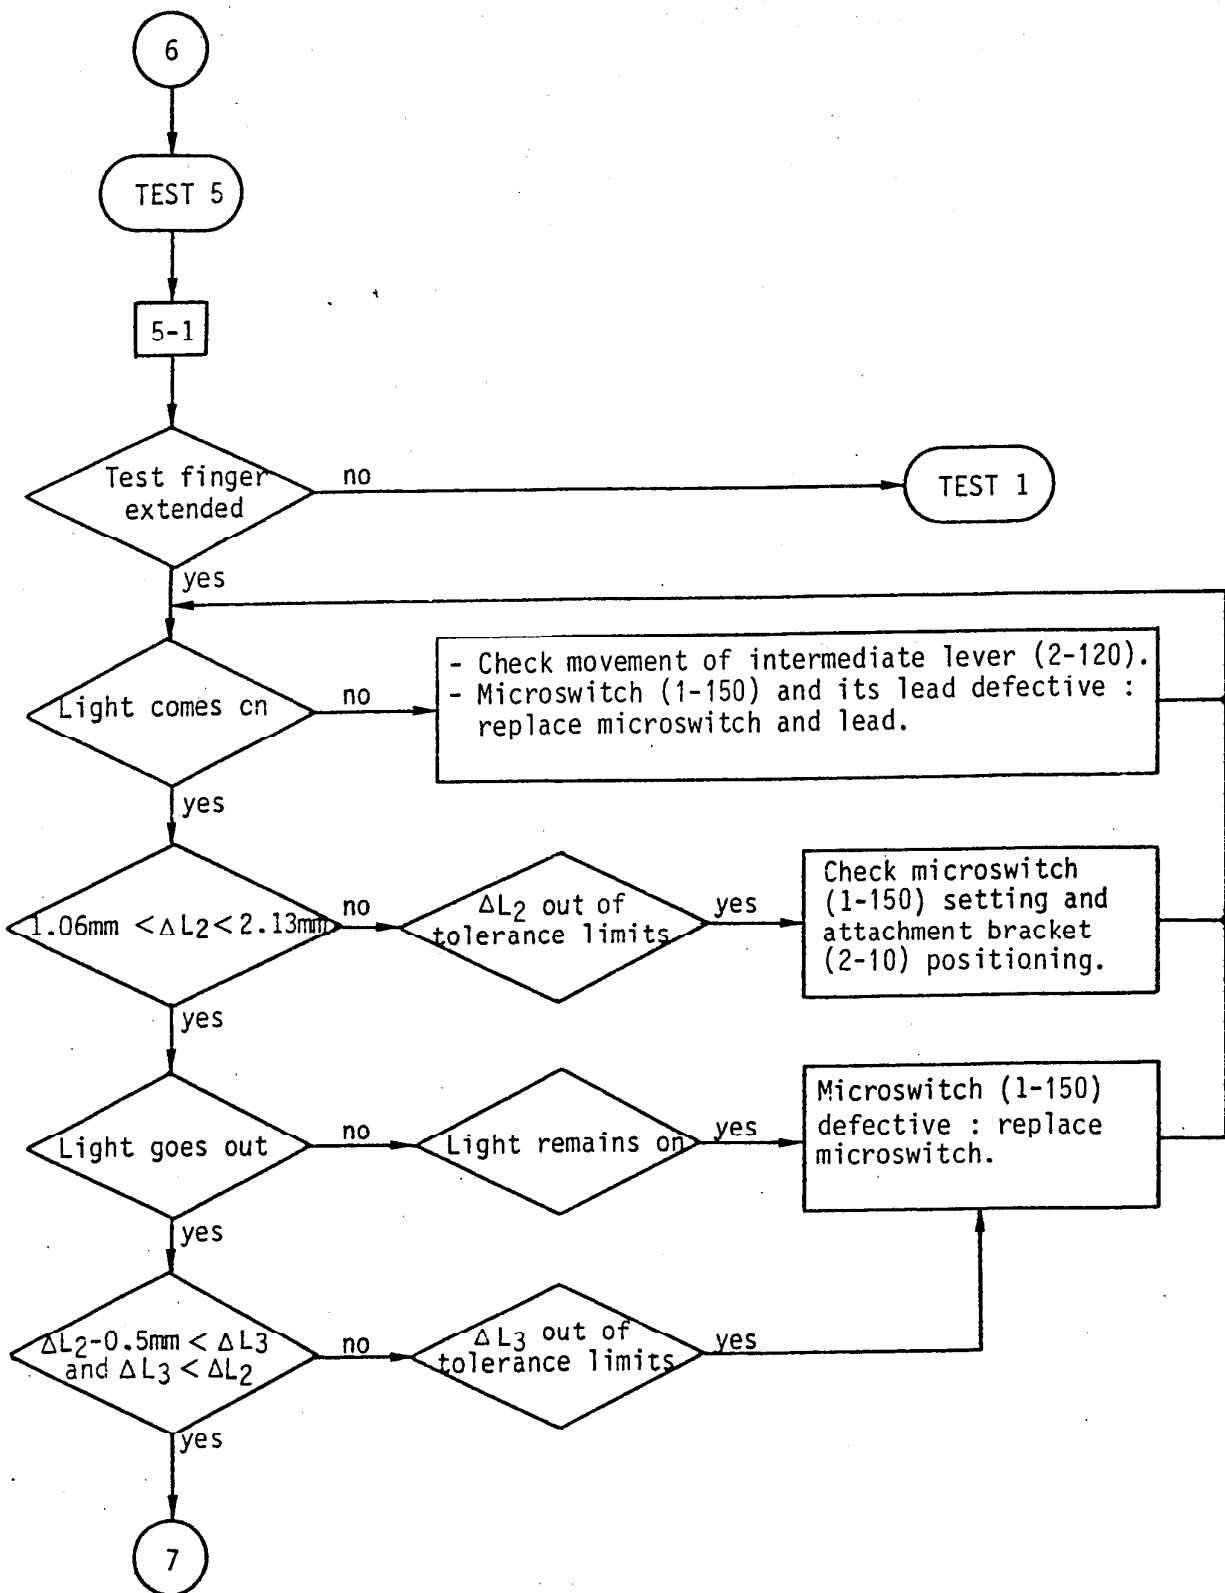 6
TEST 5
5-1
Test finger
extended
no
TEST 1
yes
Light comes on
no
- Check movement of intermediate lever (2-120).
- Microswitch (1-150) and its lead defective :
replace microswitch and lead.
yes
1.06mm < ΔL2 < 2.13mm
no
ΔL2 out of
tolerance limits
yes
Check microswitch
(1-150) setting and
attachment bracket
(2-10) positioning.
yes
Light goes out
no
Light remains on
yes
Microswitch (1-150)
defective : replace
microswitch.
yes
ΔL2-0.5mm < ΔL3
and ΔL3 < ΔL2
no
ΔL3 out of
tolerance limits
yes
yes
7